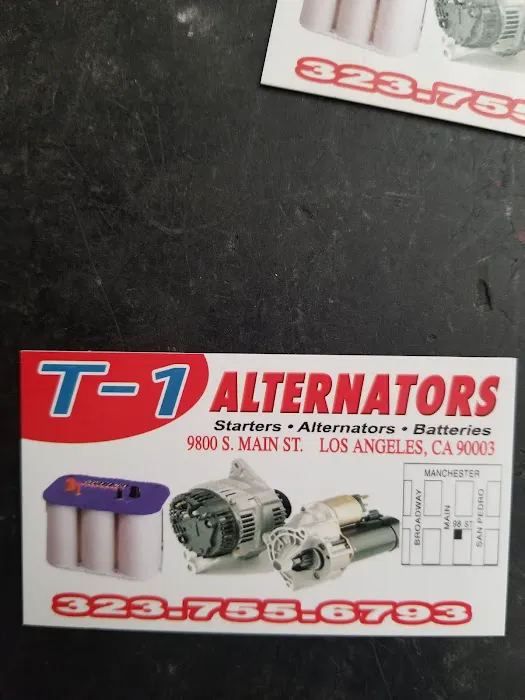 323.755
T-1 ALTERNATORS
Starters • Alternators • Batteries
9800 S. MAIN ST. LOS ANGELES, CA 90003
MANCHESTER
BROADWAY
MAIN
98 ST
SAN PEDRO
323.755.6793